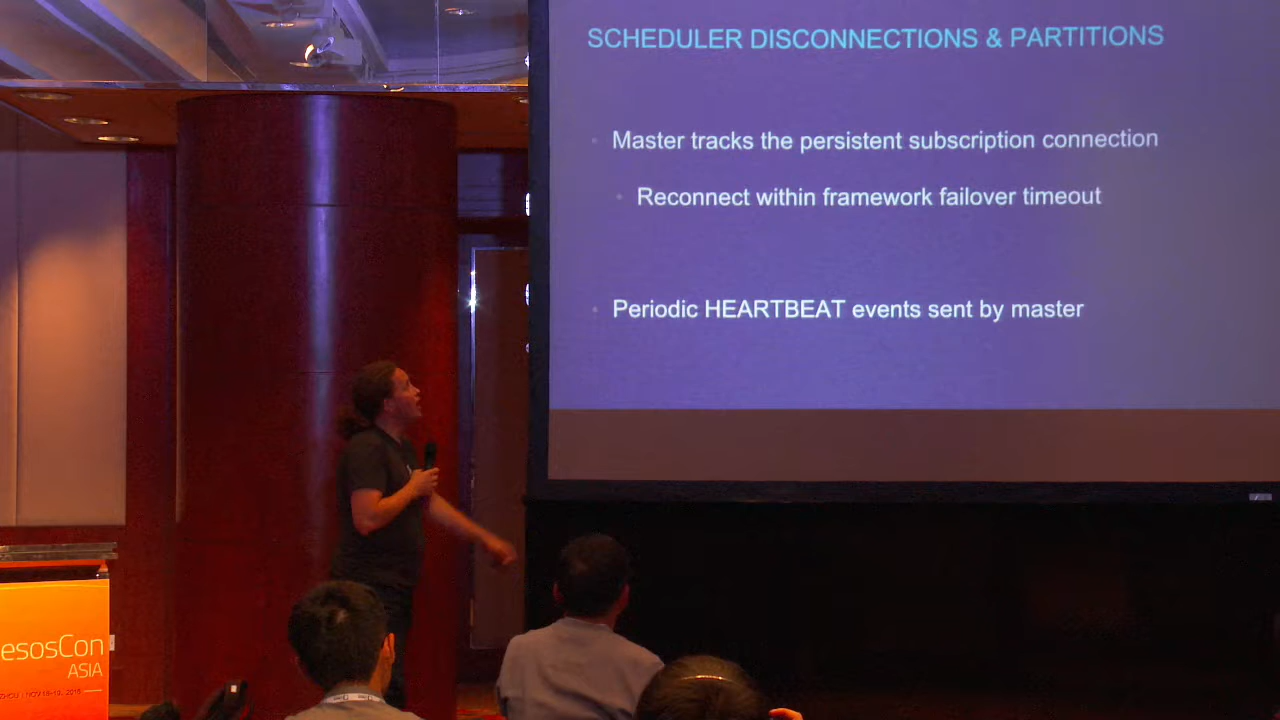 SCHEDULER DISCONNECTIONS & PARTITIONS
Master tracks the persistent subscription connection
Reconnect within framework failover timeout
Periodic HEARTBEAT events sent by master
esosCon
ASIA